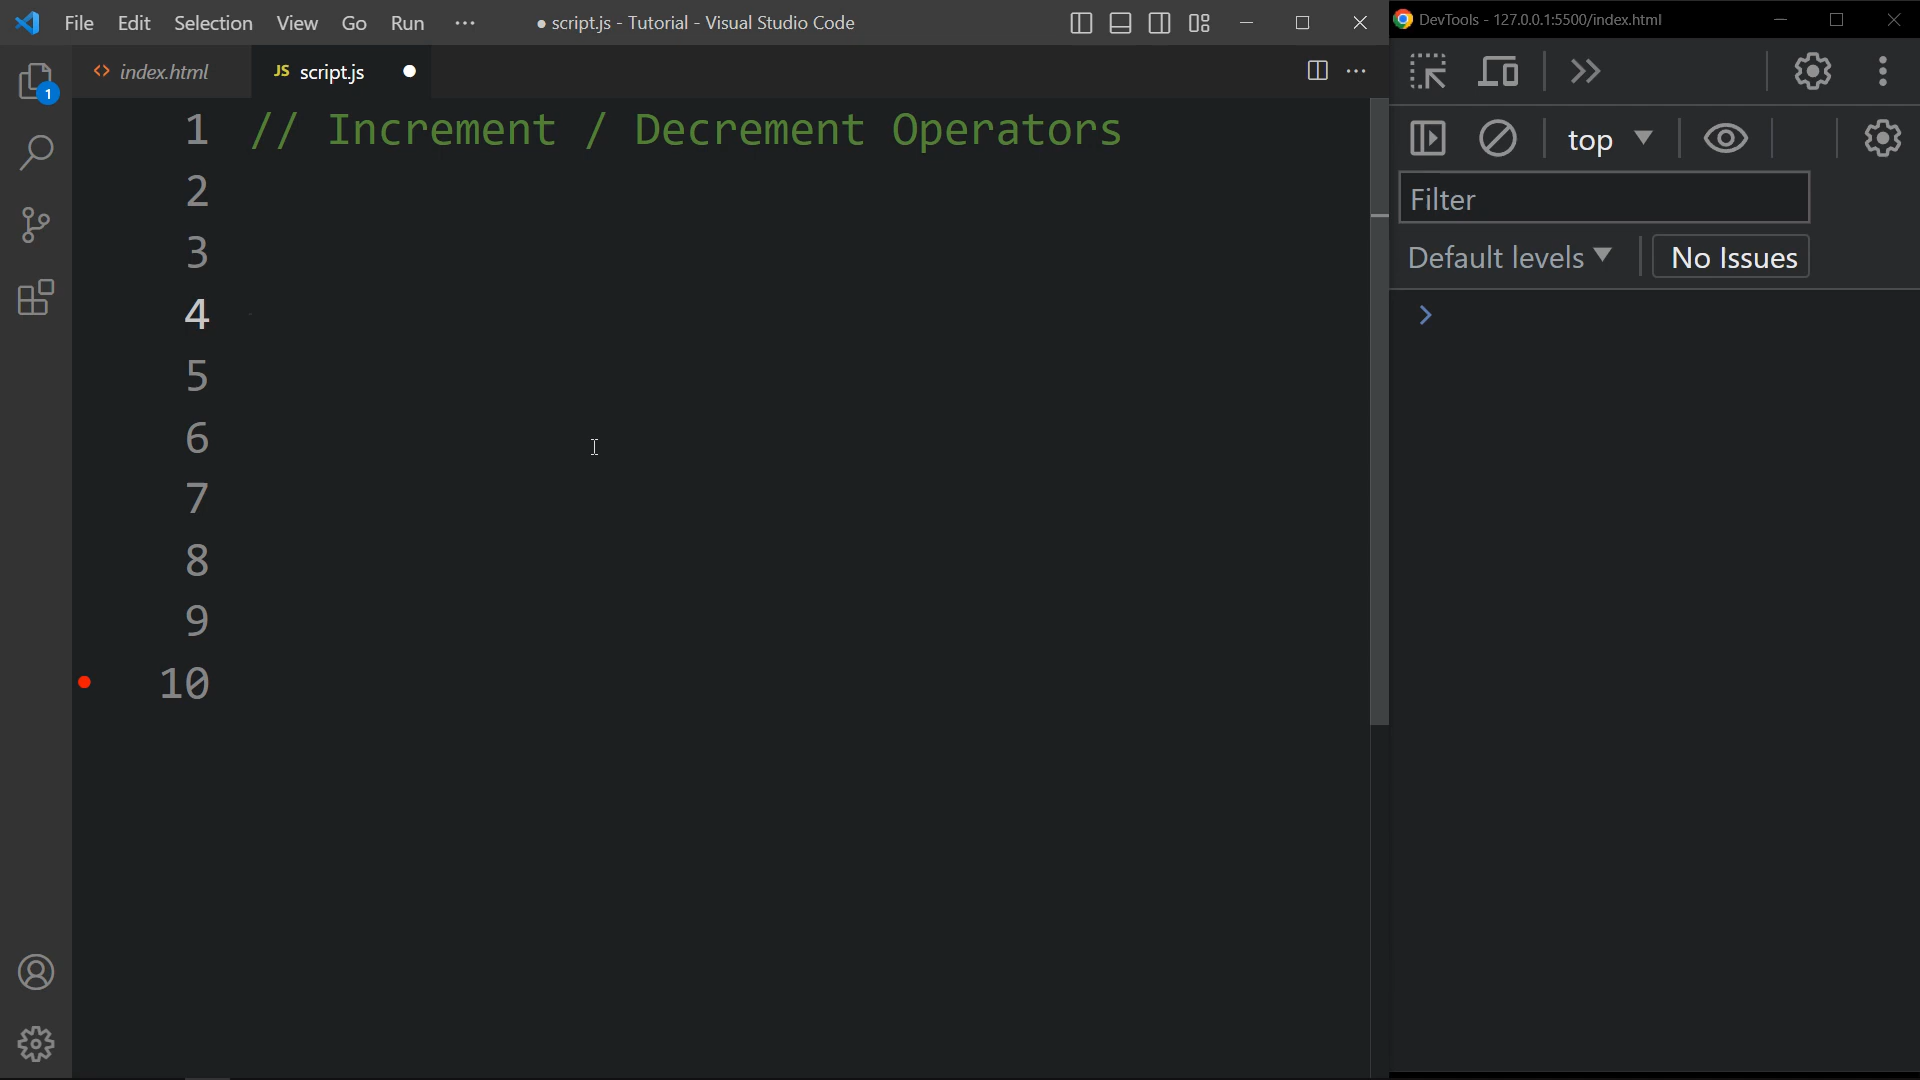 File Edit Selection View Go Run ··· ● script.js - Tutorial - Visual Studio Code
DevTools - 127.0.0.1:5500/index.html
<> index.html JS script.js
1
top
Filter
Default levels No Issues
1 // Increment / Decrement Operators
2
3
4
5
6
7
8
9
10